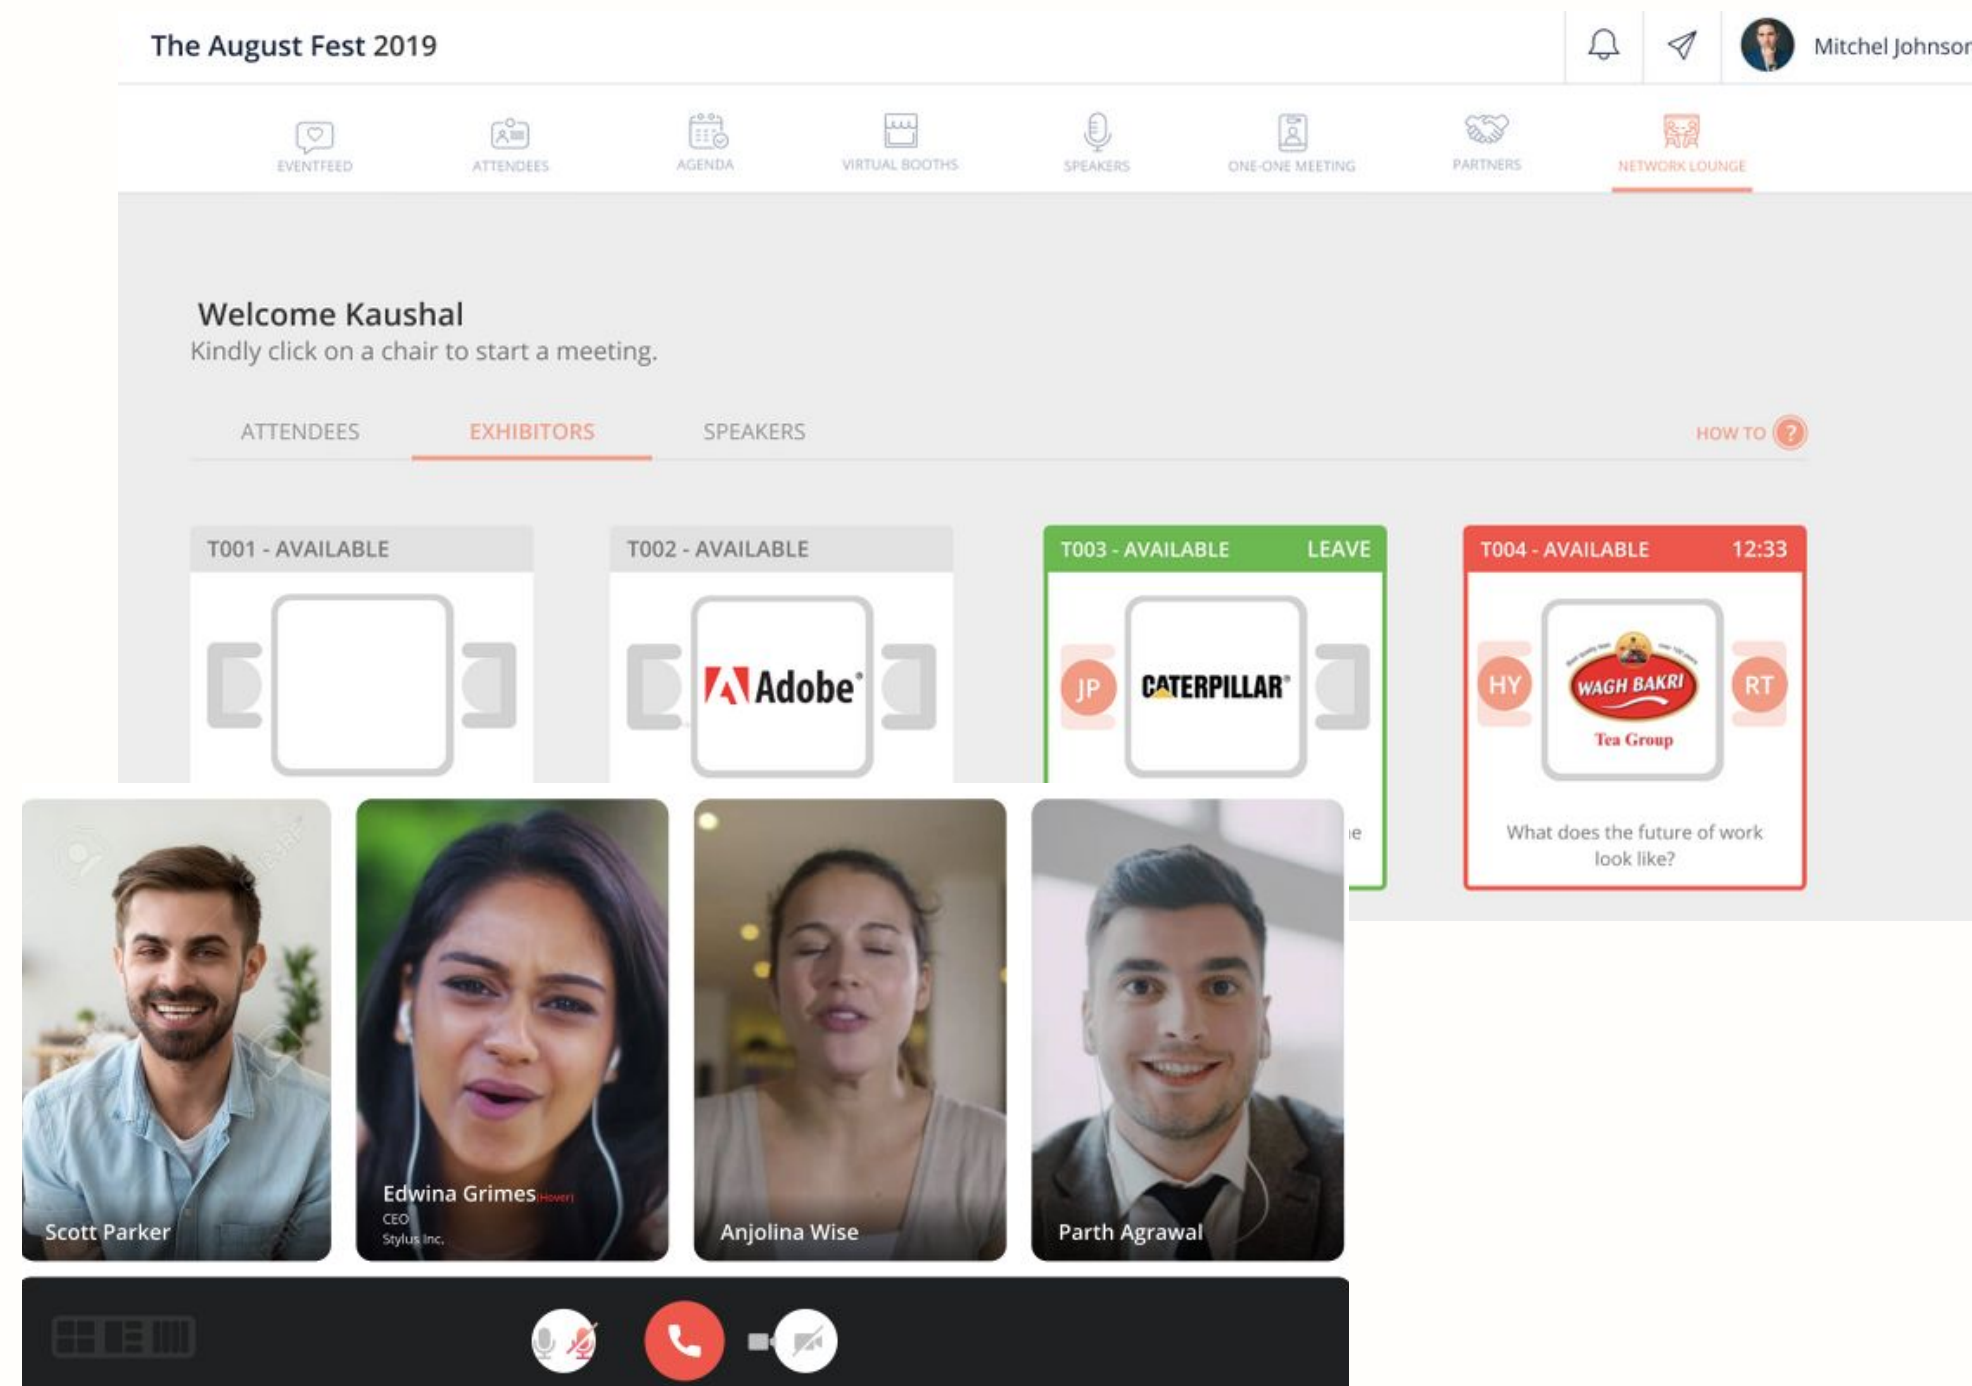 The August Fest 2019
Mitchel Johnson
EVENTFEED
ATTENDEES
AGENDA
VIRTUAL BOOTHS
SPEAKERS
ONE-ONE MEETING
PARTNERS
NETWORK LOUNGE
Welcome Kaushal
Kindly click on a chair to start a meeting.
ATTENDEES
EXHIBITORS
SPEAKERS
HOW TO ?
T001 - AVAILABLE
T002 - AVAILABLE
T003 - AVAILABLE LEAVE
T004 - AVAILABLE 12:33
Adobe
JP
CATERPILLAR
HY
WAGH BAKRI
Tea Group
RT
What does the future of work
look like?
Scott Parker
Edwina Grimes (Hover)
CEO
Stylus Inc.
Anjolina Wise
Parth Agrawal